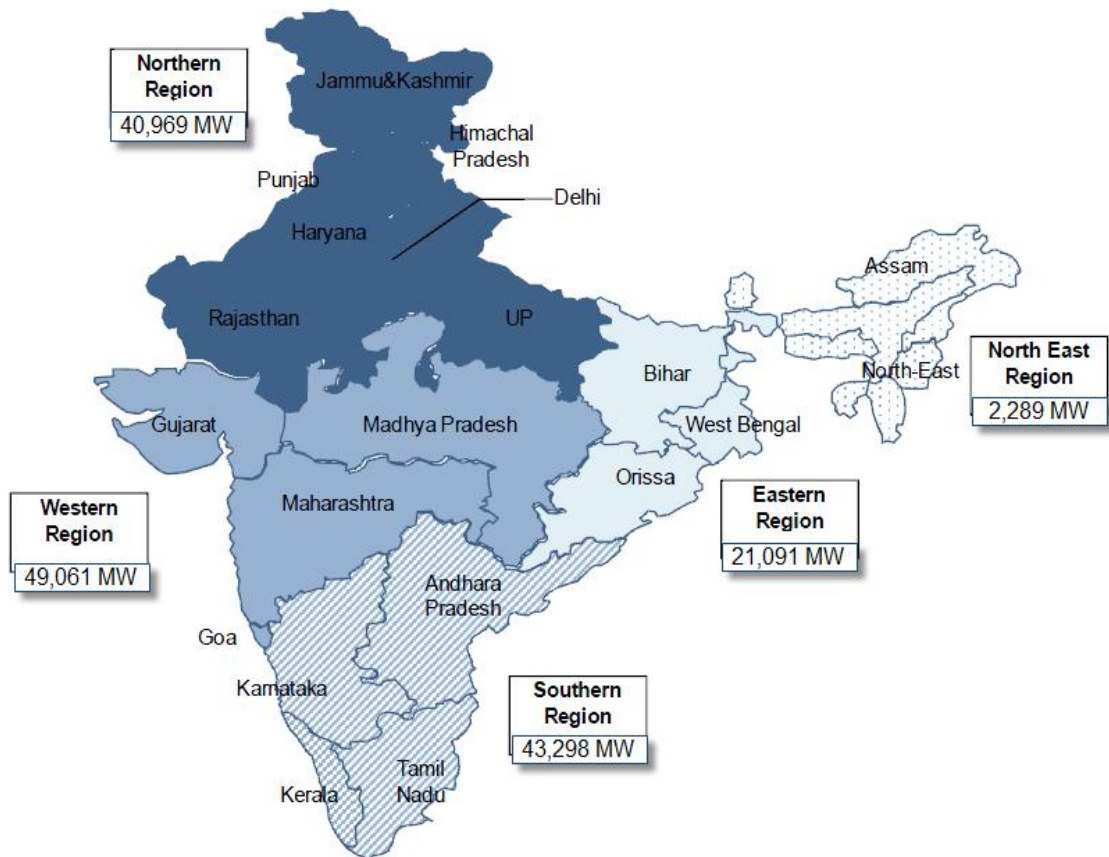 Northern
Region
40,969 MW
Jammu&Kashmir
Himachal
Pradesh
Punjab
Delhi
Haryana
Rajasthan
UP
Assam
North-East
North East
Region
2,289 MW
Bihar
Gujarat
Madhya Pradesh
West Bengal
Orissa
Maharashtra
Western
Region
49,061 MW
Eastern
Region
21,091 MW
Andhara
Pradesh
Goa
Karnataka
Southern
Region
43,298 MW
Kerala
Tamil
Nadu